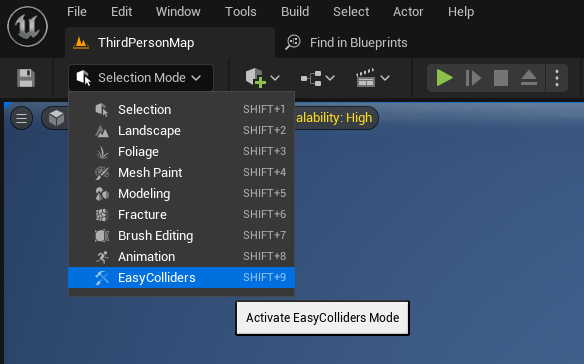 File Edit Window Tools Build Select Actor Help
ThirdPersonMap Find in Blueprints
Selection Mode
Selection SHIFT+1
Landscape SHIFT+2
Foliage SHIFT+3
Mesh Paint SHIFT+4
Modeling SHIFT+5
Fracture SHIFT+6
Brush Editing SHIFT+7
Animation SHIFT+8
EasyColliders SHIFT+9
alability: High
Activate EasyColliders Mode